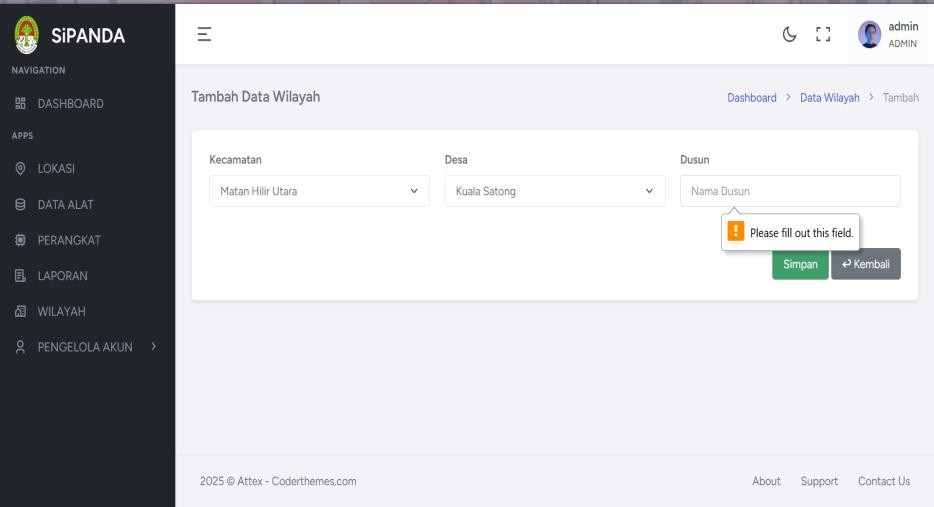 SiPANDA
NAVIGATION
DASHBOARD
APPS
LOKASI
DATA ALAT
PERANGKAT
LAPORAN
WILAYAH
PENGELOLA AKUN
admin
ADMIN
Tambah Data Wilayah
Dashboard > Data Wilayah > Tambah
Kecamatan Desa Dusun
Matan Hilir Utara Kuala Satong Nama Dusun
Please fill out this field.
Simpan Kembali
2025 © Attex - Coderthemes.com About Support Contact Us